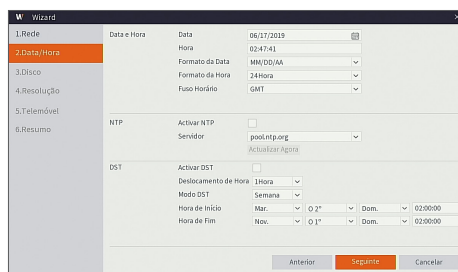 W Wizard
1.Rede
2.Data/Hora
3.Disco
4.Resolução
5.Telemóvel
6.Resumo
Data e Hora
Data 06/17/2019
Hora 02:47:41
Formato da Data MM/DD/AA
Formato da Hora 24Hora
Fuso Horário GMT
NTP
Activar NTP
Servidor pool.ntp.org
Actualizar Agora
DST
Activar DST
Deslocamento de Hora 1Hora
Modo DST Semana
Hora de Início Mar. O 2° Dom. 02:00:00
Hora de Fim Nov. O 1° Dom. 02:00:00
Anterior Seguinte Cancelar